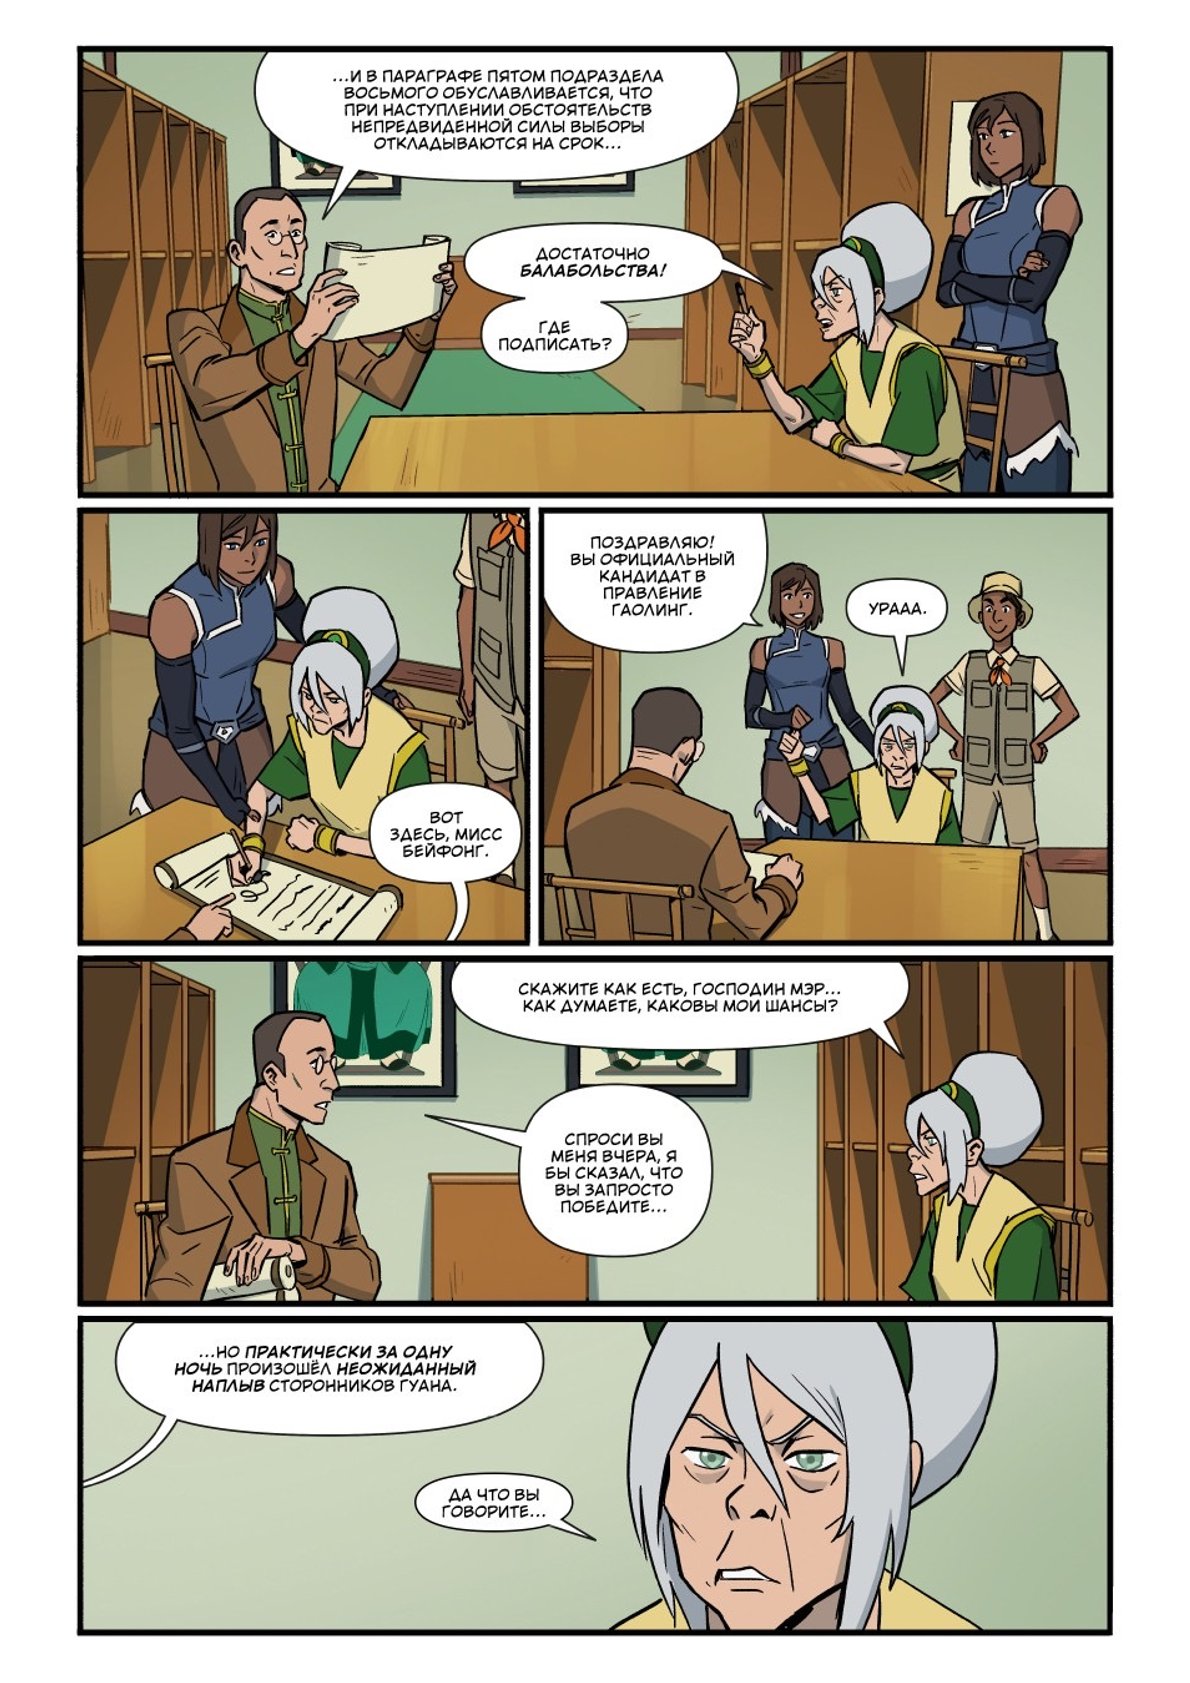 ...И В ПАРАГРАФЕ ПЯТОМ ПОДРАЗДЕЛА
ВОСЬМОГО ОБУСЛАВЛИВАЕТСЯ, ЧТО
ПРИ НАСТУПЛЕНИИ ОБСТОЯТЕЛЬСТВ
НЕПРЕДВИДЕННОЙ СИЛЫ ВЫБОРЫ
ОТКЛАДЫВАЮТСЯ НА СРОК...
ДОСТАТОЧНО
БАЛАБОЛЬСТВА!
ГДЕ
ПОДПИСАТЬ?
ВОТ
ЗДЕСЬ, МИСС
БЕЙФОНГ.
ПОЗДРАВЛЯЮ!
ВЫ ОФИЦИАЛЬНЫЙ
КАНДИДАТ В
ПРАВЛЕНИЕ
ГАОЛИНГ.
УРААА.
СКАЖИТЕ КАК ЕСТЬ, ГОСПОДИН МЭР...
КАК ДУМАЕТЕ, КАКОВЫ МОИ ШАНСЫ?
СПРОСИ ВЫ
МЕНЯ ВЧЕРА, Я
БЫ СКАЗАЛ, ЧТО
ВЫ ЗАПРОСТО
ПОБЕДИТЕ...
...НО ПРАКТИЧЕСКИ ЗА ОДНУ
НОЧЬ ПРОИЗОШЁЛ НЕОЖИДАННЫЙ
НАПЛЫВ СТОРОННИКОВ ГУАНА.
ДА ЧТО ВЫ
ГОВОРИТЕ...